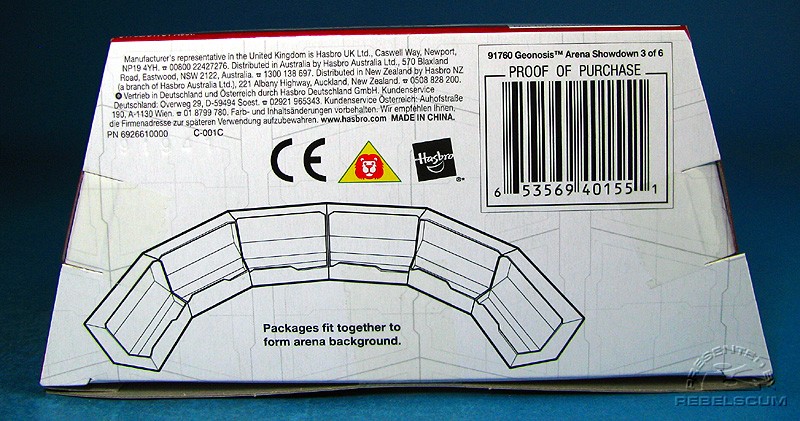 Manufacturer's representative in the United Kingdom is Hasbro UK Ltd., Caswell Way, Newport,
NP19 4YH. ☎ 00800 22427276. Distributed in Australia by Hasbro Australia Ltd., 570 Blaxland
Road, Eastwood, NSW 2122, Australia. ☎ 1300 138 697. Distributed in New Zealand by Hasbro NZ
(a branch of Hasbro Australia Ltd.), 221 Albany Highway, Auckland, New Zealand. ☎ 0508 828 200.
Vertrieb in Deutschland und Österreich durch Hasbro Deutschland GmbH. Kundenservice
Deutschland: Overweg 29, D-59494 Soest. ☎ 02921 965343. Kundenservice Österreich: Auhofstraße
190, A-1130 Wien. ☎ 01 8799 780. Farb- und Inhaltsänderungen vorbehalten. Wir empfehlen Ihnen,
die Firmenadresse zur späteren Verwendung aufzubewahren. www.hasbro.com MADE IN CHINA.
PN 6926610000 C-001C
CE
Hasbro ®
91760 Geonosis™ Arena Showdown 3 of 6
PROOF OF PURCHASE
6 53569 40155 1
Packages fit together to
form arena background.
PRESENTED BY
REBELSCUM